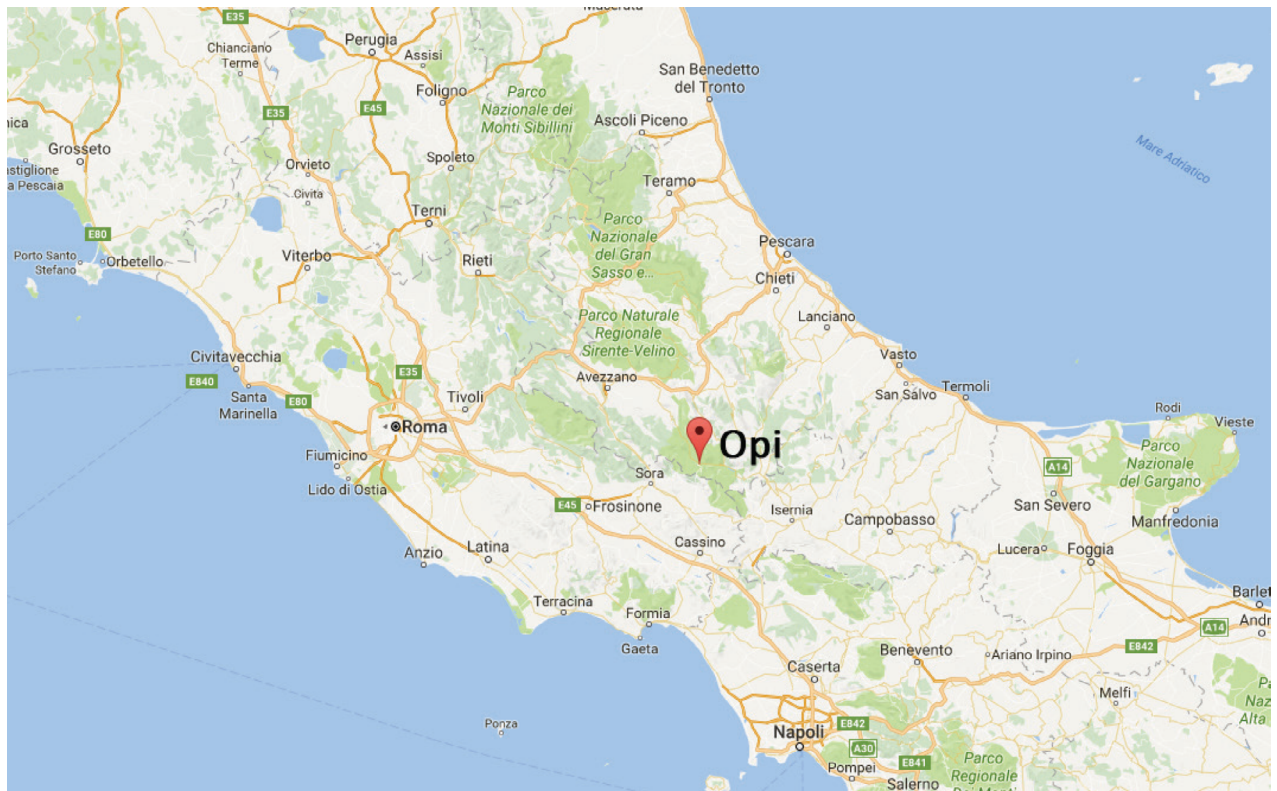 Macerata
E35
Chianciano
Terme
Perugia
Assisi
San Benedetto
del Tronto
Foligno
Parco
Nazionale dei
Monti Sibillini
E35
E45
Ascoli Piceno
Grosseto
Mare Adriatico
Orvieto
Spoleto
Civita
Teramo
Terni
Parco
Nazionale
del Gran
Sasso e...
E80
Porto Santo
Stefano
Orbetello
Viterbo
Rieti
Pescara
Chieti
Parco Naturale
Regionale
Sirente-Velino
Lanciano
Civitavecchia
E840
E35
Avezzano
Vasto
Santa
Marinella
E80
Tivoli
San Salvo
Termoli
Rodi
Vieste
Roma
Opi
Parco
Nazionale
del Gargano
Fiumicino
Lido di Ostia
Sora
A14
E45
Frosinone
Isernia
San Severo
Campobasso
Manfredonia
Anzio
Latina
Cassino
Lucera
Foggia
Terracina
Formia
Gaeta
A14
E842
Benevento
Ariano Irpino
Caserta
Melfi
Ponza
Napoli
E842
A30
Pompei
E841
Salerno
Parco
Regionale